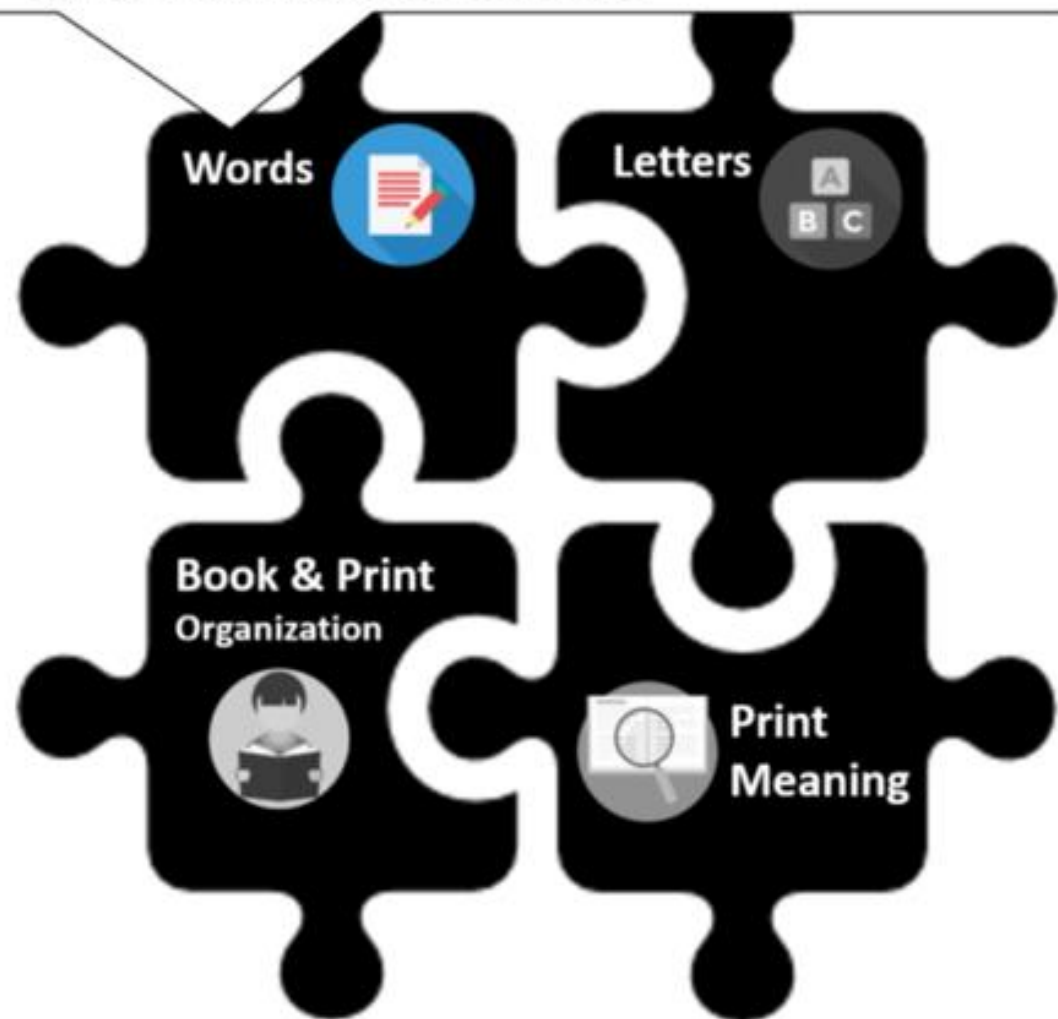 Words
Letters
A
B C
Book & Print
Organization
Print
Meaning